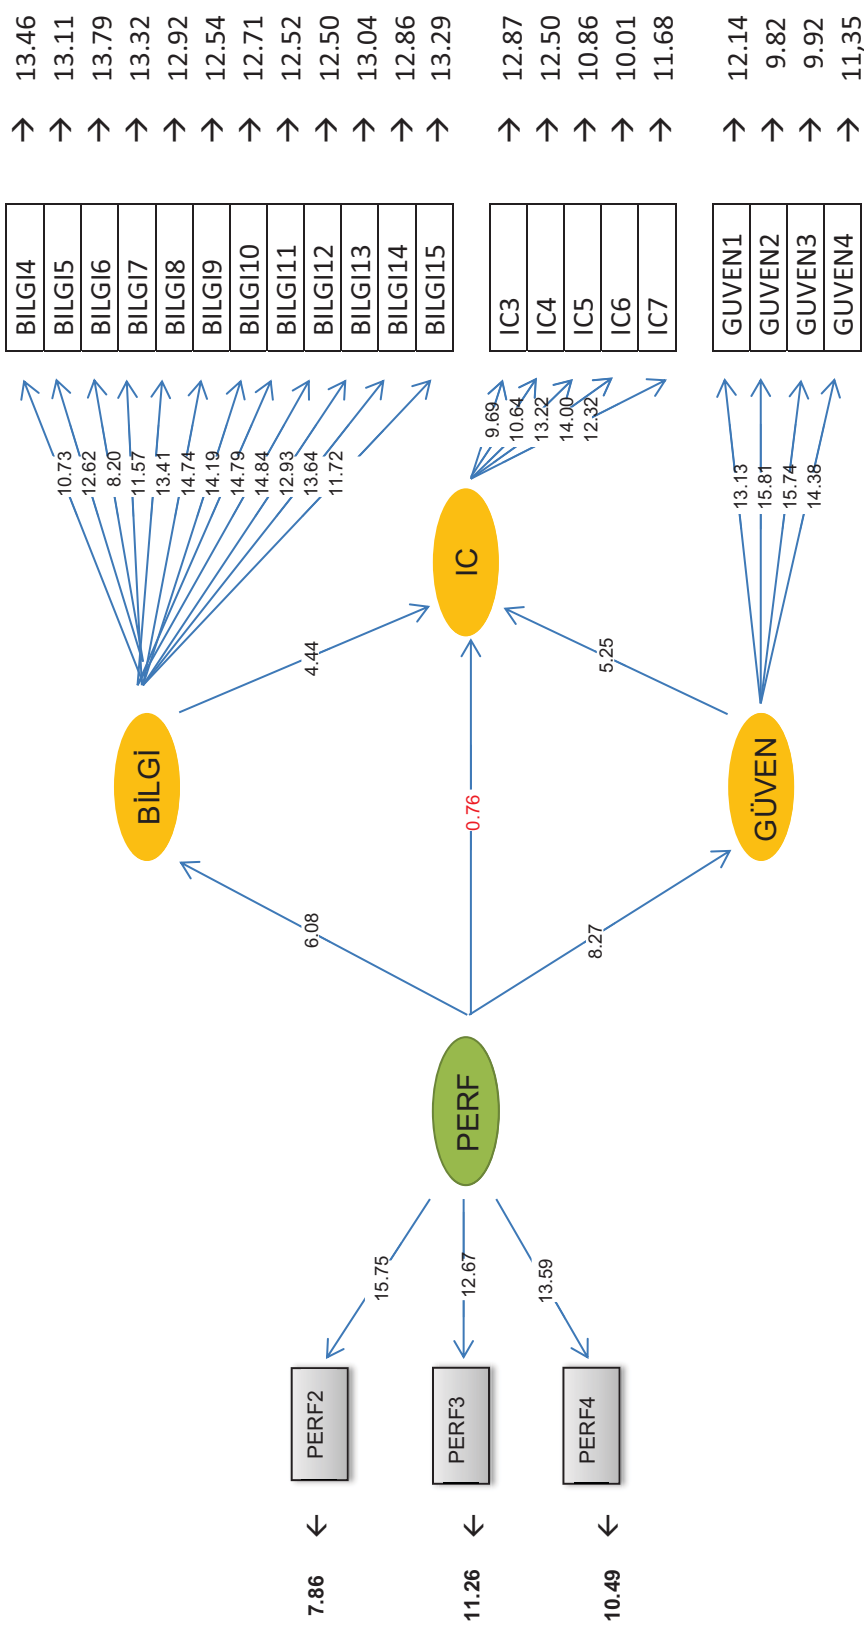 BILGI4 → 13.46
BILGI5 → 13.11
BILGI6 → 13.79
BILGI7 → 13.32
BILGI8 → 12.92
BILGI9 → 12.54
BILGI10 → 12.71
BILGI11 → 12.52
BILGI12 → 12.50
BILGI13 → 13.04
BILGI14 → 12.86
BILGI15 → 13.29
IC3 → 12.87
IC4 → 12.50
IC5 → 10.86
IC6 → 10.01
IC7 → 11.68
GUVEN1 → 12.14
GUVEN2 → 9.82
GUVEN3 → 9.92
GUVEN4 → 11,35
10.73
12.62
8.20
11.57
13.41
14.74
14.19
14.79
14.84
12.93
13.64
11.72
9.69
10.64
13.22
14.00
12.32
13.13
15.81
15.74
14.38
BİLGİ
IC
GÜVEN
4.44
5.25
0.76
6.08
8.27
PERF
15.75
12.67
13.59
PERF2
PERF3
PERF4
7.86 ←
11.26 ←
10.49 ←